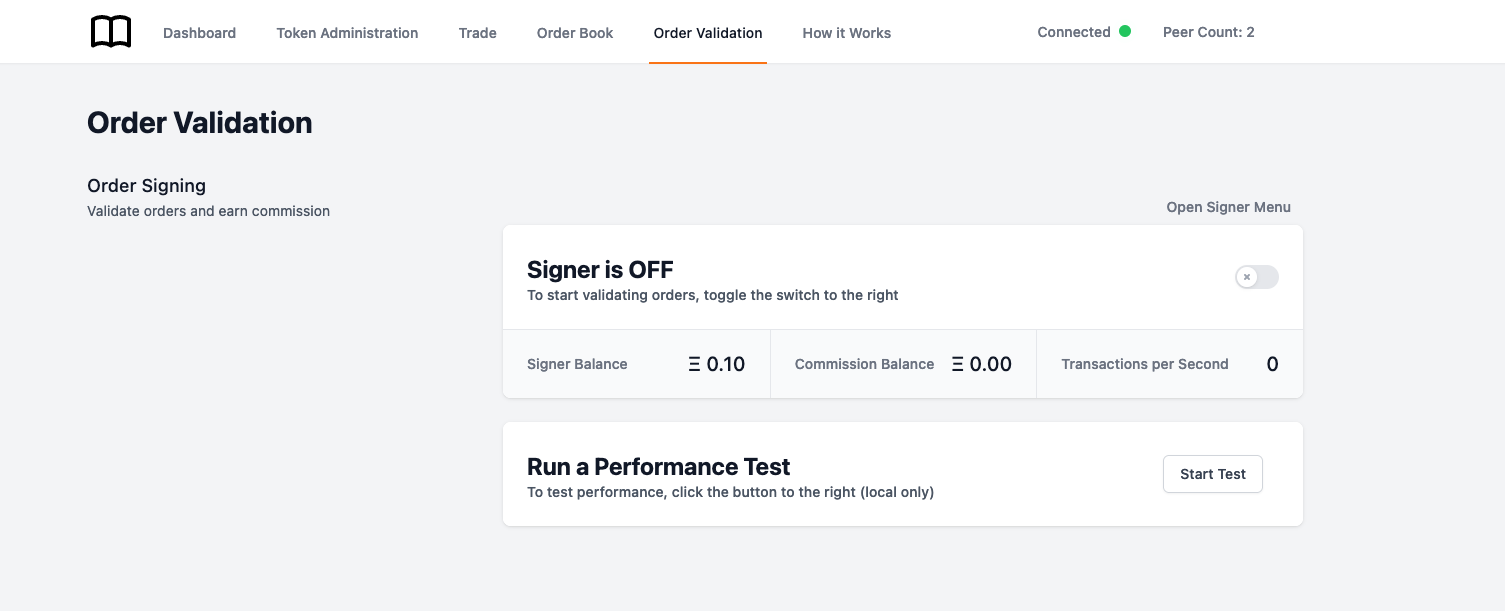 Dashboard Token Administration Trade Order Book Order Validation How it Works Connected Peer Count: 2
Order Validation
Order Signing
Validate orders and earn commission
Open Signer Menu
Signer is OFF
To start validating orders, toggle the switch to the right
Signer Balance Ξ 0.10 Commission Balance Ξ 0.00 Transactions per Second 0
Run a Performance Test
To test performance, click the button to the right (local only)
Start Test